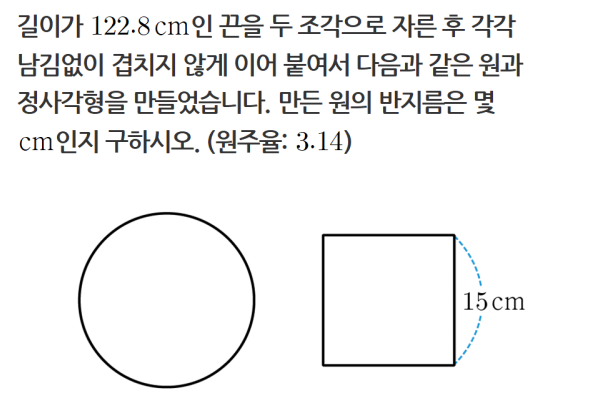 길이가 122.8 cm인 끈을 두 조각으로 자른 후 각각
남김없이 겹치지 않게 이어 붙여서 다음과 같은 원과
정사각형을 만들었습니다. 만든 원의 반지름은 몇
cm인지 구하시오. (원주율: 3.14)
15 cm